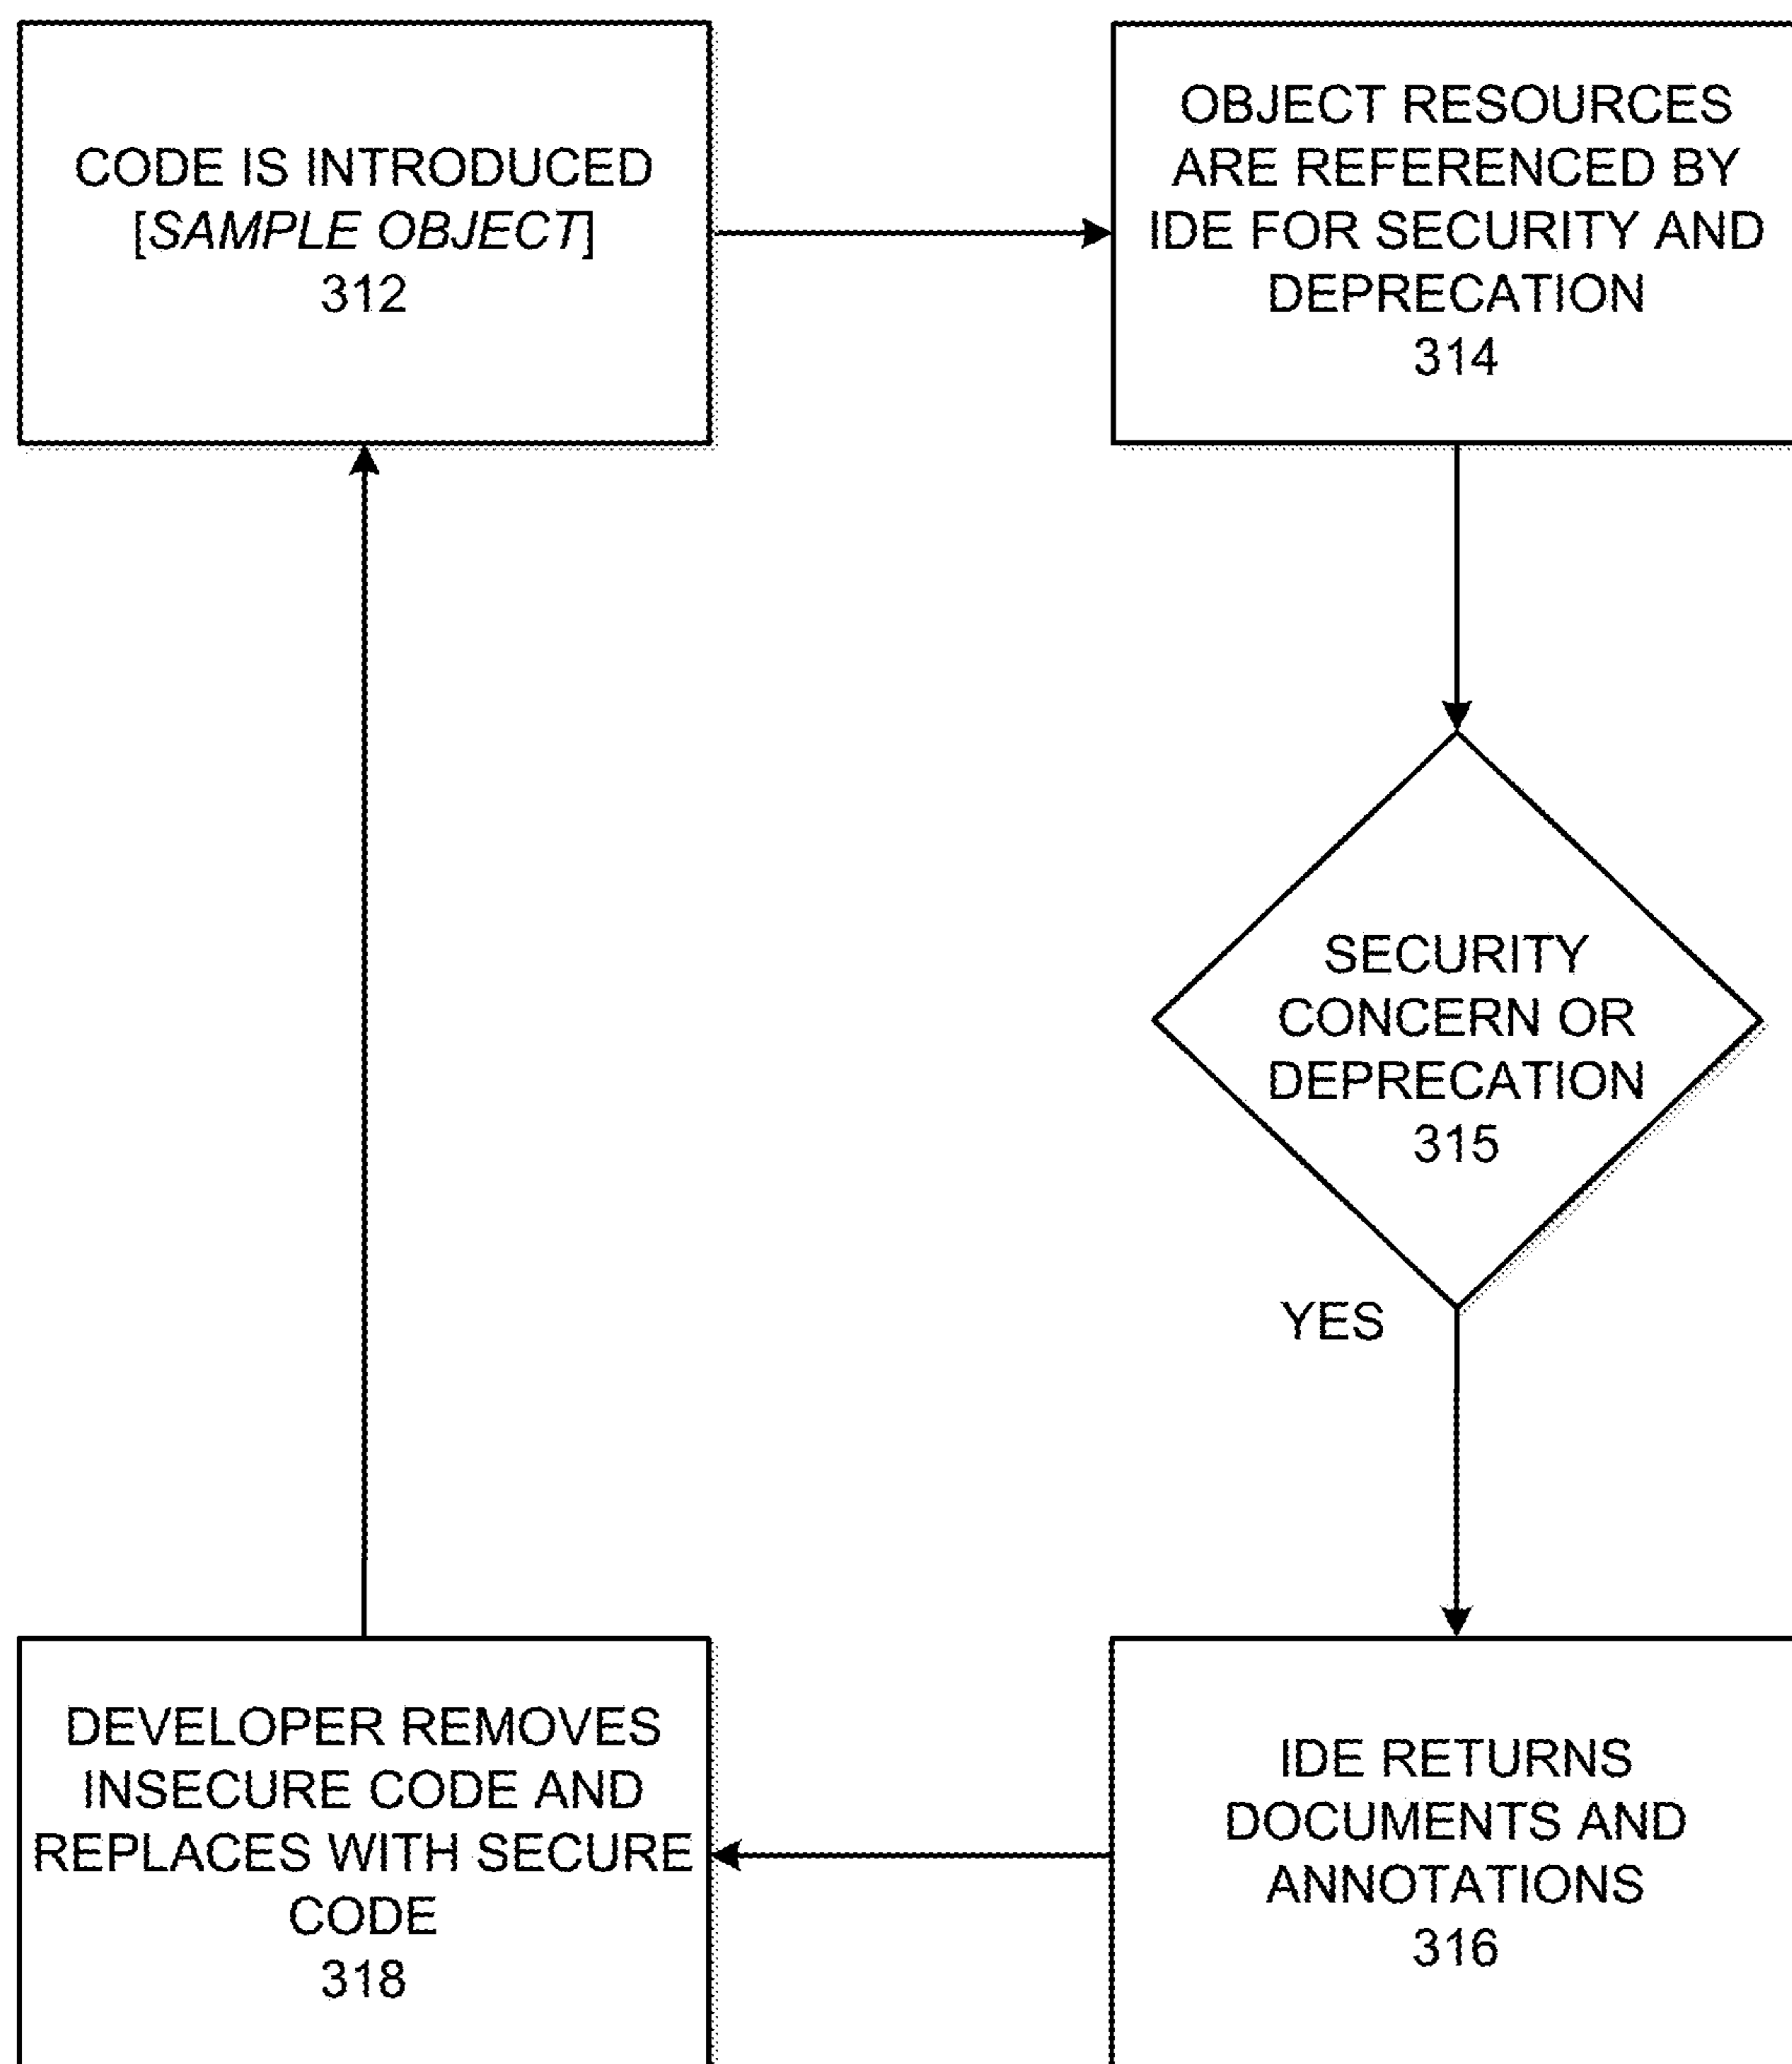 CODE IS INTRODUCED
[SAMPLE OBJECT]
312
OBJECT RESOURCES
ARE REFERENCED BY
IDE FOR SECURITY AND
DEPRECATION
314
SECURITY
CONCERN OR
DEPRECATION
315
YES
IDE RETURNS
DOCUMENTS AND
ANNOTATIONS
316
DEVELOPER REMOVES
INSECURE CODE AND
REPLACES WITH SECURE
CODE
318